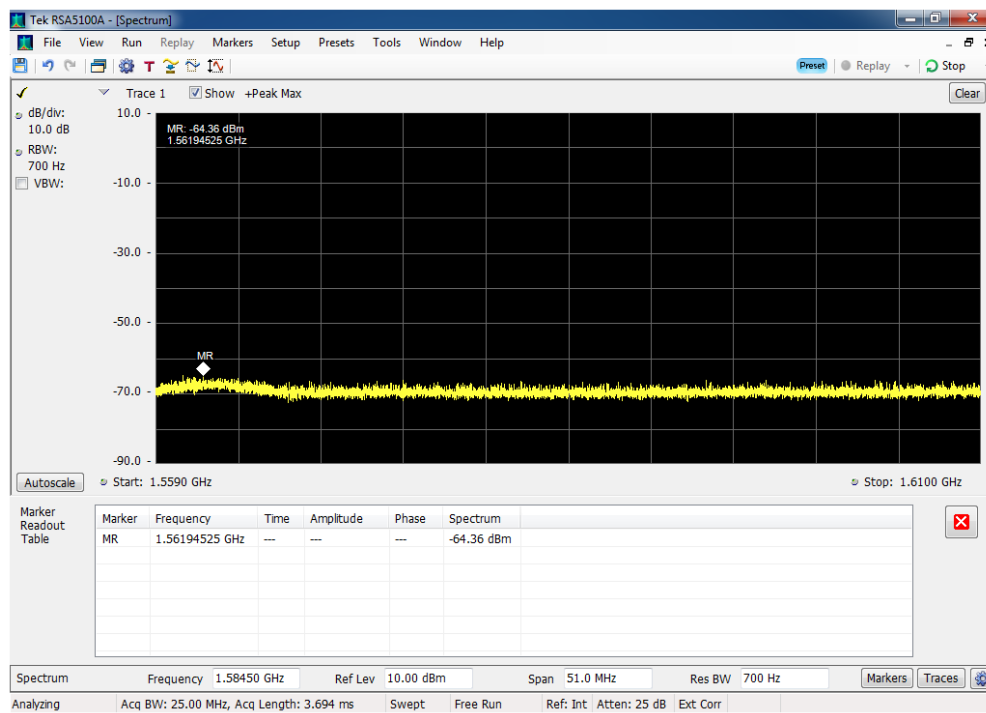 Tek RSA5100A - [Spectrum]
File View Run Replay Markers Setup Presets Tools Window Help
T
Preset Replay Stop
Trace 1 Show +Peak Max Clear
dB/div:
10.0 dB
RBW:
700 Hz
VBW:
10.0
-10.0
-30.0
-50.0
-70.0
-90.0
MR: -64.36 dBm
1.56194525 GHz
MR
Autoscale Start: 1.5590 GHz Stop: 1.6100 GHz
Marker
Readout
Table
Marker Frequency Time Amplitude Phase Spectrum
MR 1.56194525 GHz --- --- --- -64.36 dBm
Spectrum Frequency 1.58450 GHz Ref Lev 10.00 dBm Span 51.0 MHz Res BW 700 Hz Markers Traces
Analyzing Acq BW: 25.00 MHz, Acq Length: 3.694 ms Swept Free Run Ref: Int Atten: 25 dB Ext Corr